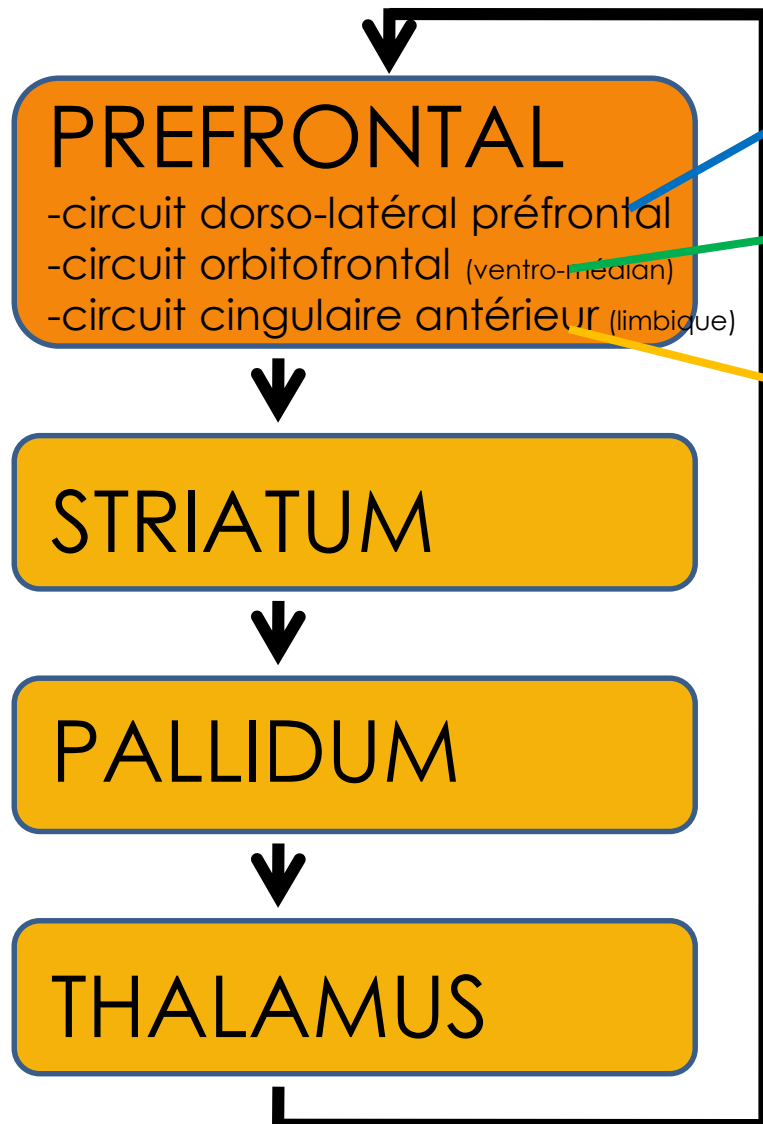 PREFRONTAL
-circuit dorso-latéral préfrontal
-circuit orbitofrontal (ventro-médian)
-circuit cingulaire antérieur (limbique)
STRIATUM
PALLIDUM
THALAMUS